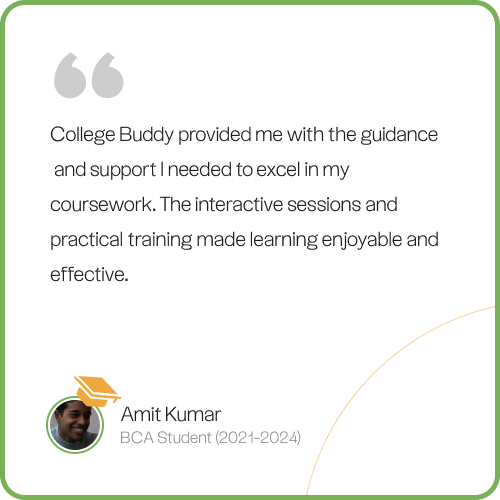 College Buddy provided me with the guidance
and support I needed to excel in my
coursework. The interactive sessions and
practical training made learning enjoyable and
effective.
Amit Kumar
BCA Student (2021-2024)